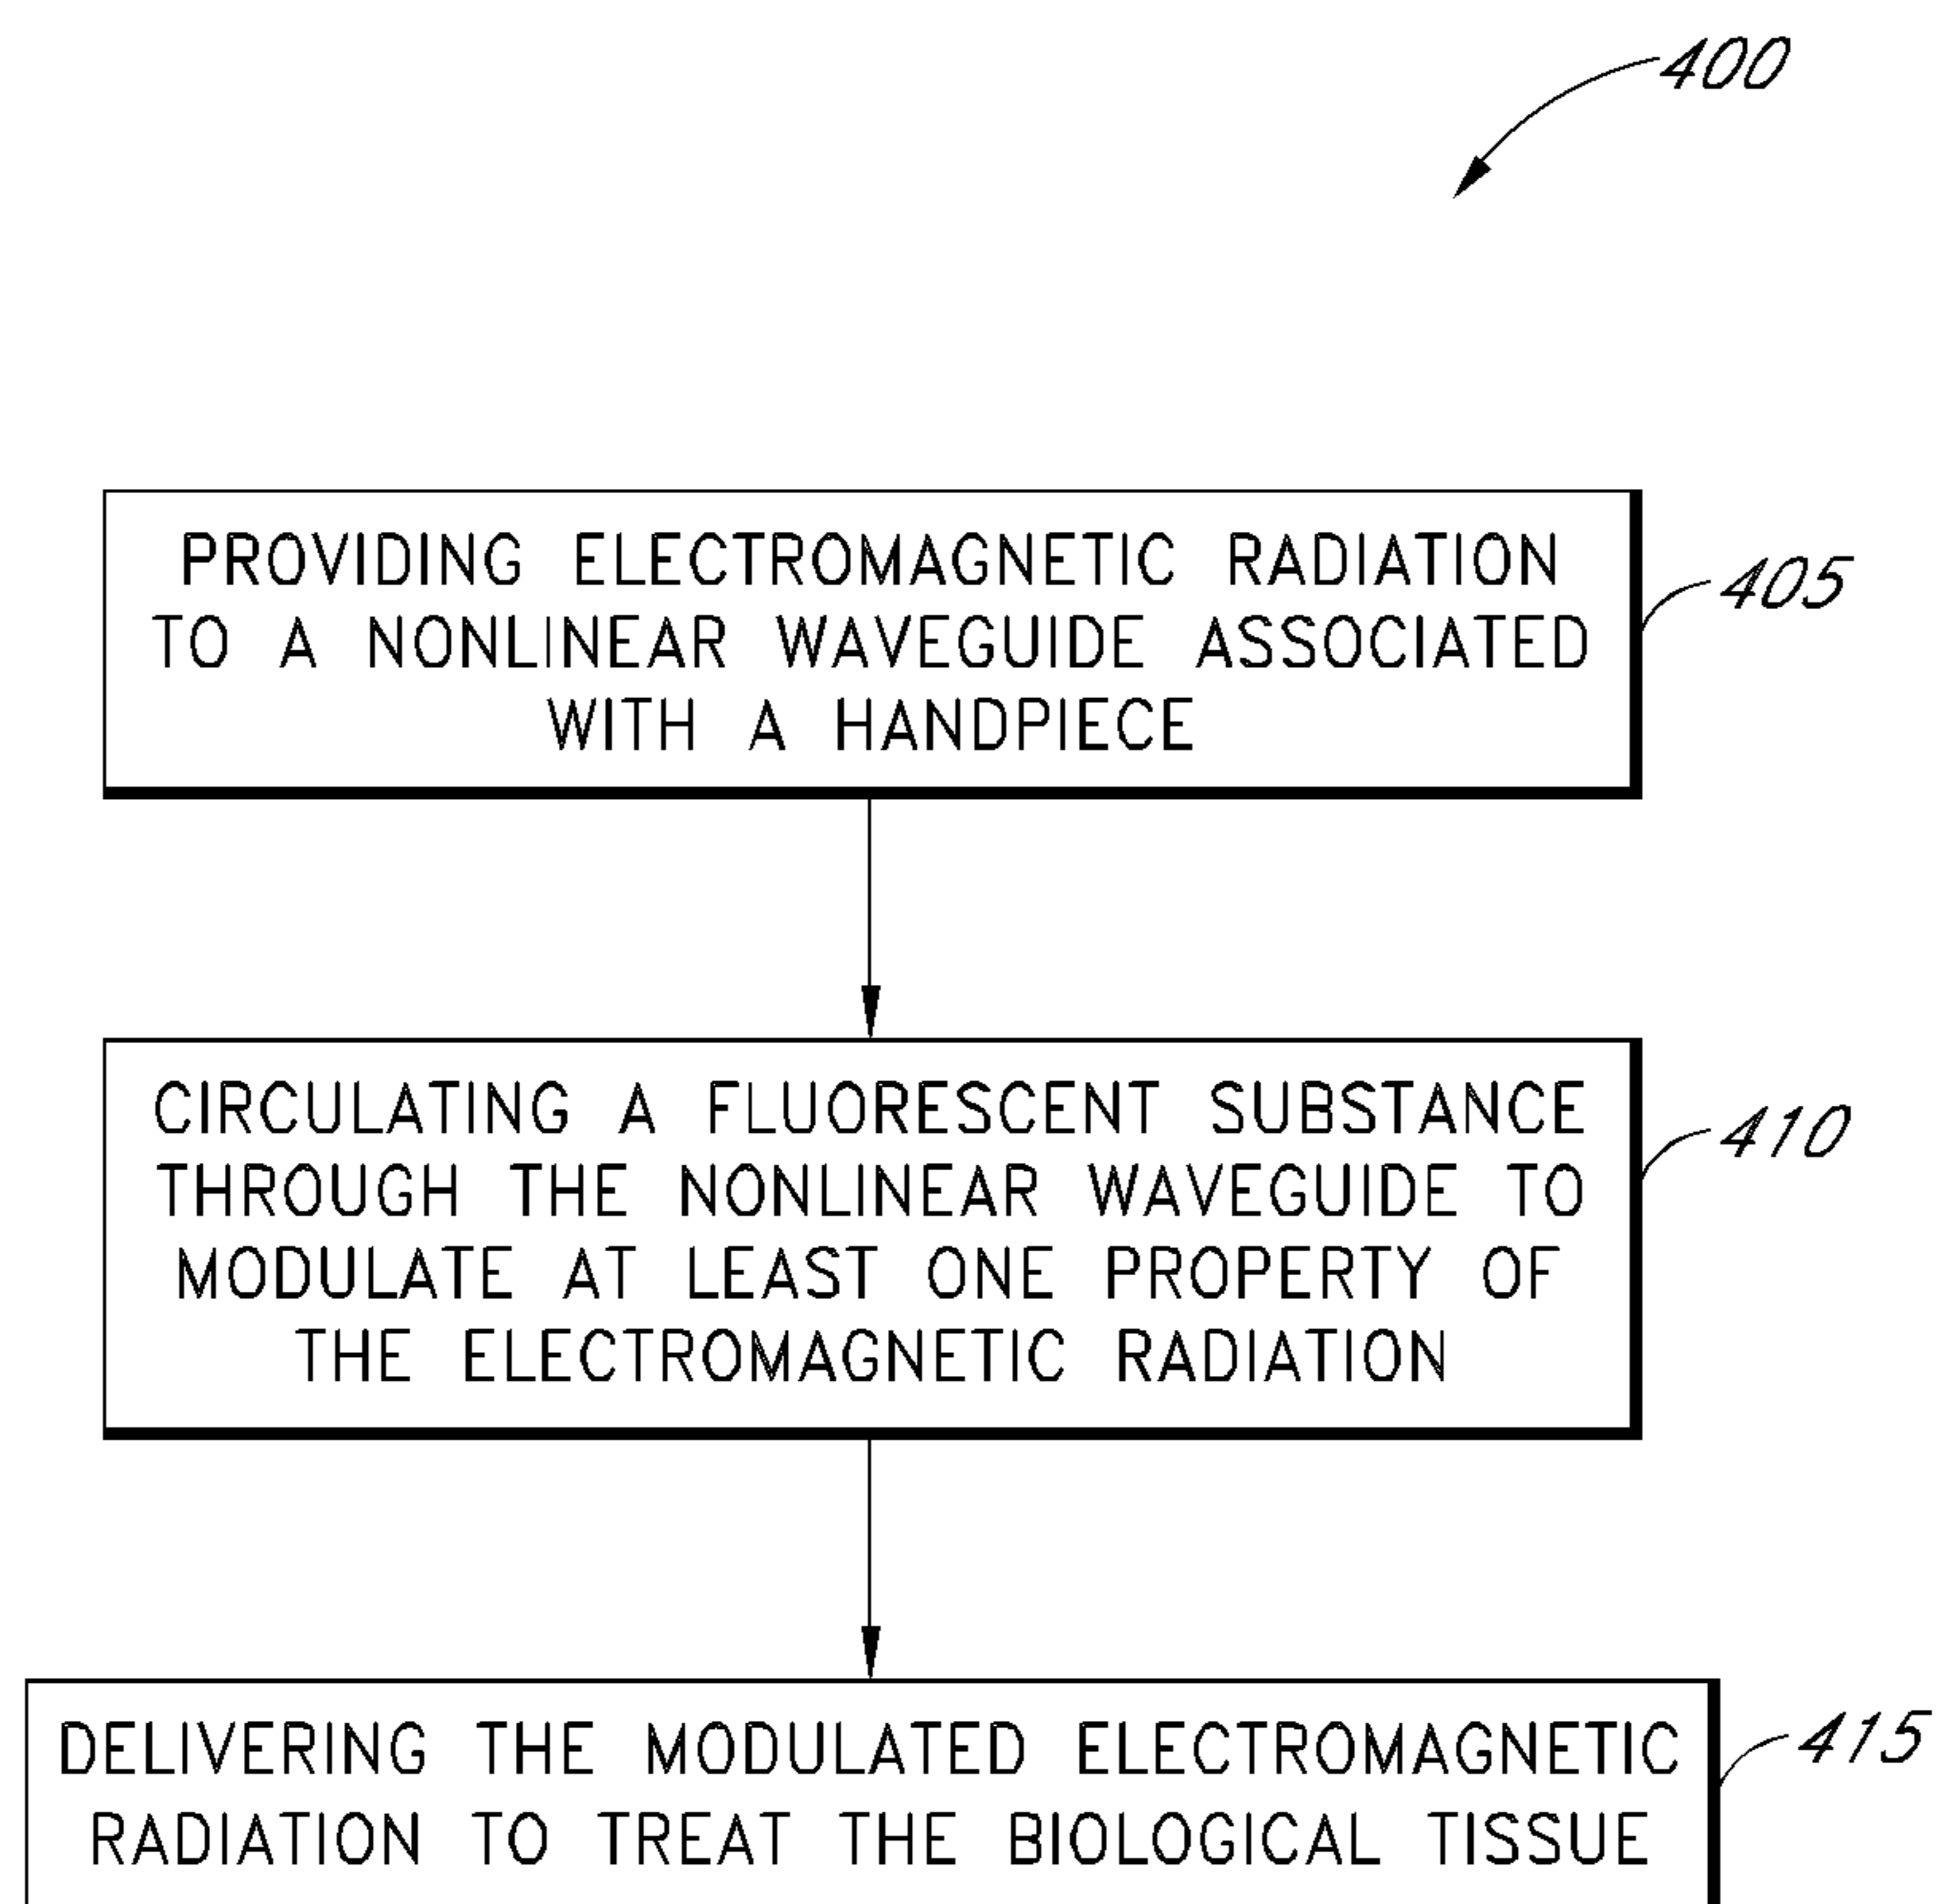 400
PROVIDING ELECTROMAGNETIC RADIATION
TO A NONLINEAR WAVEGUIDE ASSOCIATED
WITH A HANDPIECE
405
CIRCULATING A FLUORESCENT SUBSTANCE
THROUGH THE NONLINEAR WAVEGUIDE TO
MODULATE AT LEAST ONE PROPERTY OF
THE ELECTROMAGNETIC RADIATION
410
DELIVERING THE MODULATED ELECTROMAGNETIC
RADIATION TO TREAT THE BIOLOGICAL TISSUE
415